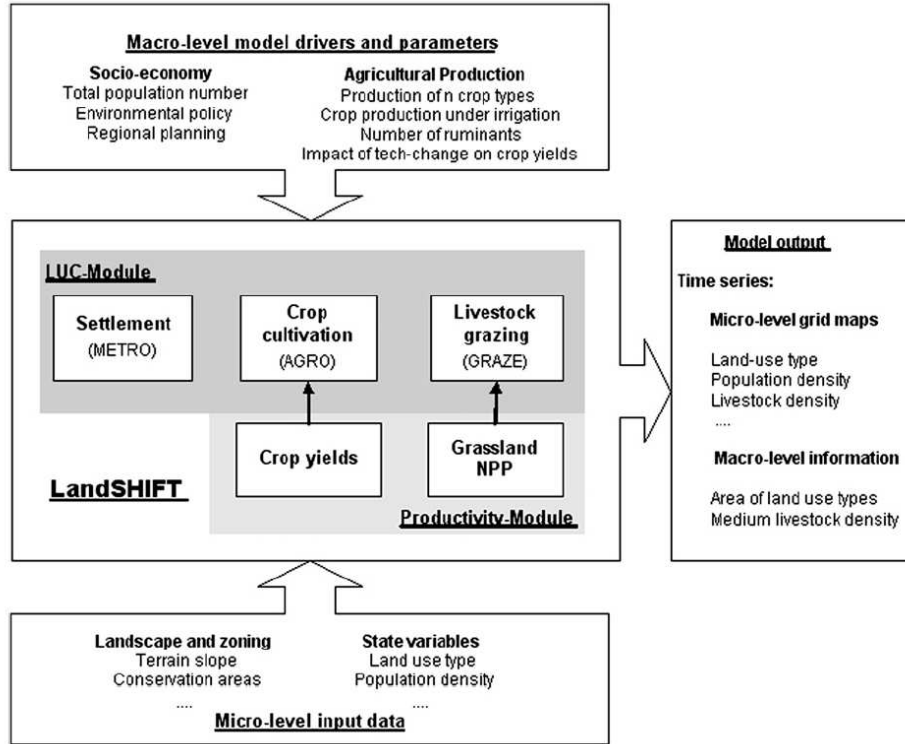 Macro-level model drivers and parameters
Socio-economy
Total population number
Environmental policy
Regional planning
Agricultural Production
Production of n crop types
Crop production under irrigation
Number of ruminants
Impact of tech-change on crop yields
LUC-Module
Settlement
(METRO)
Crop
cultivation
(AGRO)
Livestock
grazing
(GRAZE)
Crop yields
Grassland
NPP
LandSHIFT
Productivity-Module
Model output
Time series:
Micro-level grid maps
Land-use type
Population density
Livestock density
....
Macro-level information
Area of land use types
Medium livestock density
Landscape and zoning
Terrain slope
Conservation areas
....
State variables
Land use type
Population density
....
Micro-level input data